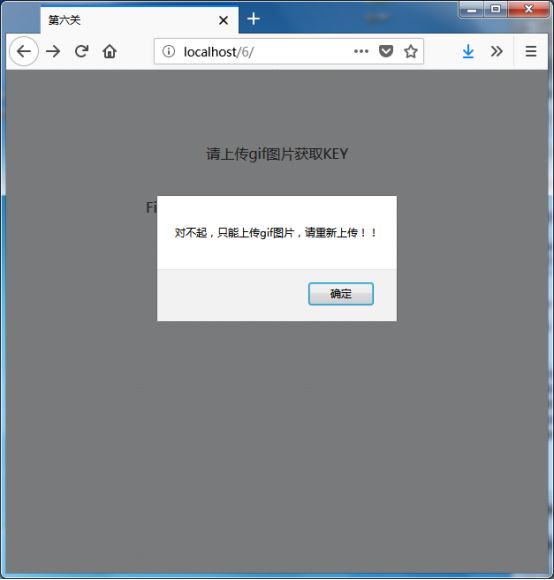 第六关
localhost/6/
请上传gif图片获取KEY
Fi
对不起，只能上传gif图片，请重新上传！！
确定